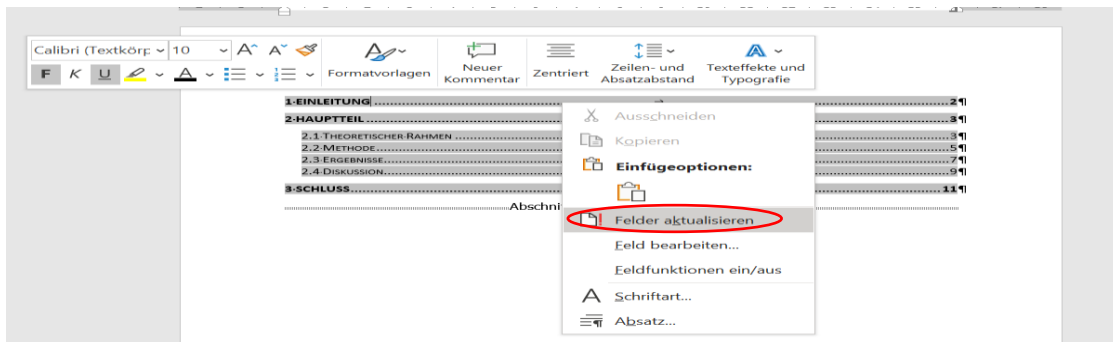 Calibri (Textkörp 10 A A
Formatvorlagen
Neuer
Kommentar
Zentriert
Zeilen- und
Absatzabstand
Texteffekte und
Typografie
F K U A
1·EINLEITUNG 2¶
2·HAUPTTEIL 3¶
2.1·THEORETISCHER·RAHMEN 3¶
2.2·METHODE 5¶
2.3·ERGEBNISSE 7¶
2.4·DISKUSSION 9¶
3·SCHLUSS 11¶
Abschni
Ausschneiden
Kopieren
Einfügeoptionen:
Felder aktualisieren
Feld bearbeiten...
Feldfunktionen ein/aus
A Schriftart...
Absatz...